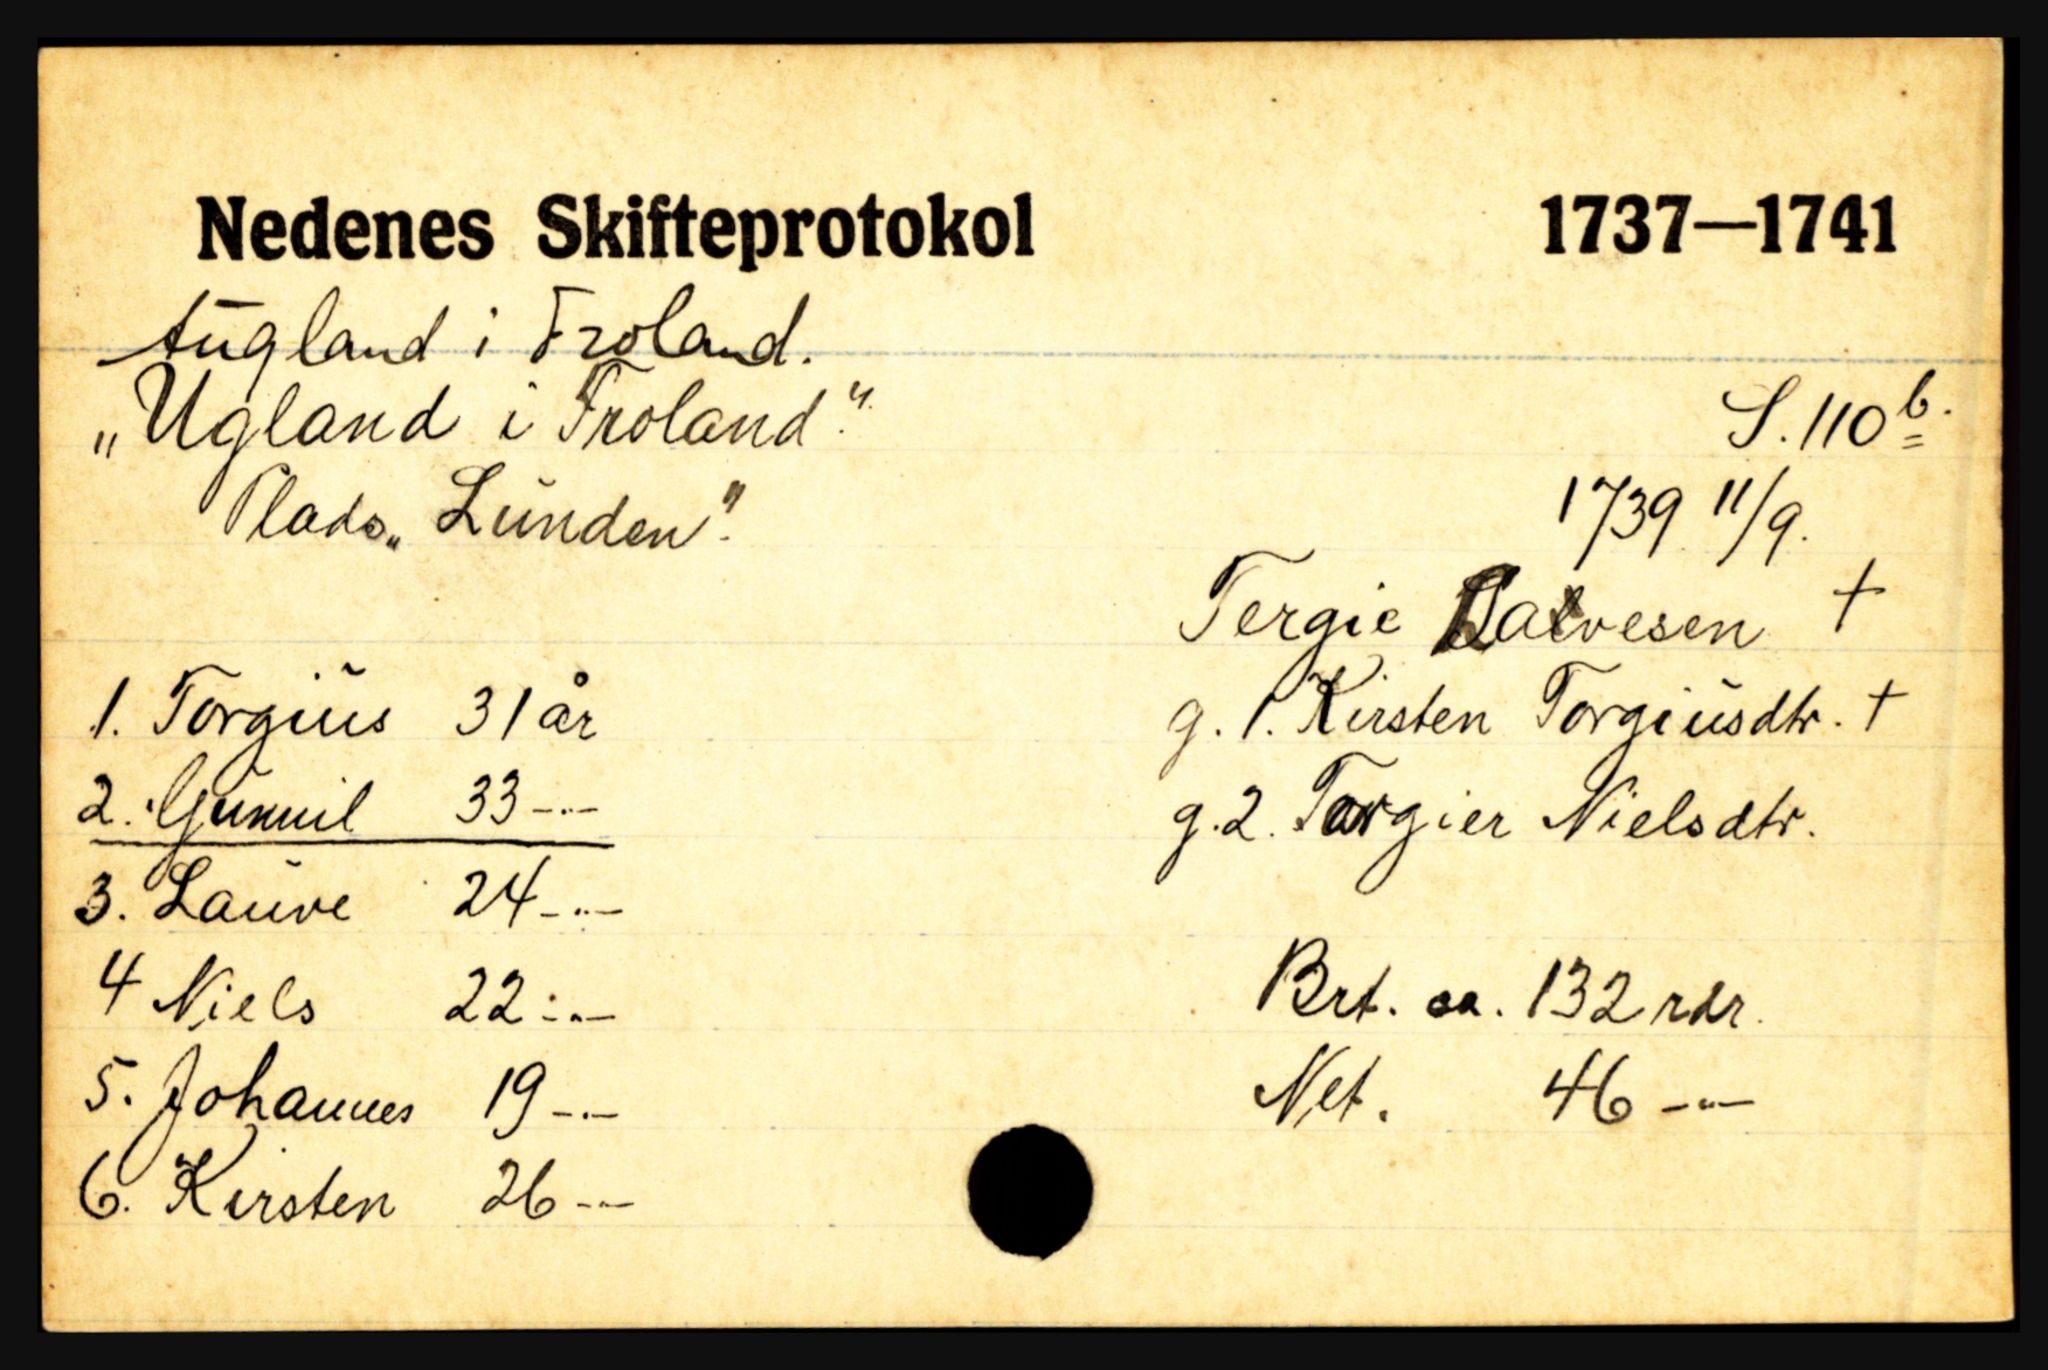 Nedenes Skifteprotokol 1737—1741
Augland i Froland.
„Ugland i Froland".
S. 110 b.
Plads „Lunden".
1739 11/9.
Tergie Salvesen †
1. Torgius 31 år
g. 1. Kirsten Torgiusdtr. †
2. Gunnil 33 -"-
g. 2. Torgier Nielsdtr.
3. Lauve 24 -"-
4 Niels 22 -"-
Brt. ca. 132 rdr.
5. Johannes 19 -"-
Net. 46 -"-
6. Kirsten 26 -"-